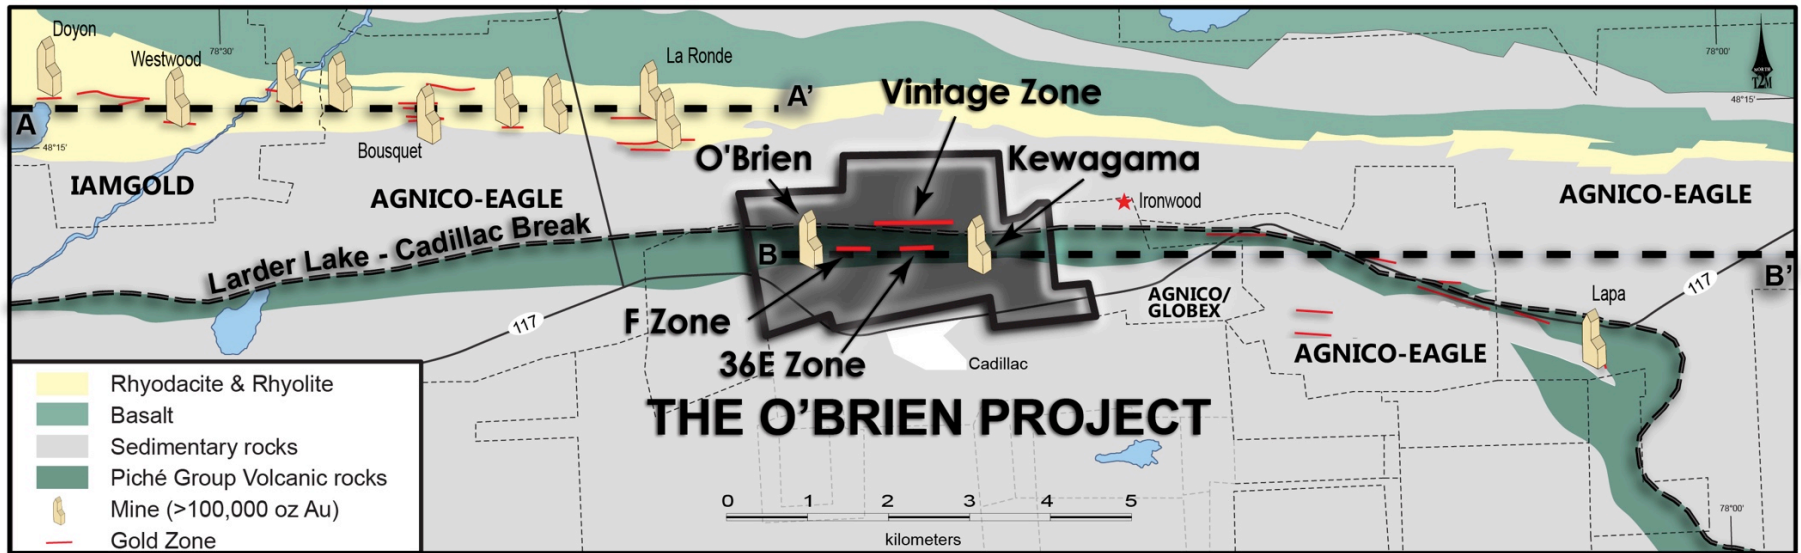 Doyon
78°30'
Westwood
La Ronde
78°00'
NORTH
48°15'
A
A'
Vintage Zone
48°15'
Bousquet
O'Brien
Kewagama
IAMGOLD
AGNICO-EAGLE
Ironwood
AGNICO-EAGLE
Larder Lake - Cadillac Break
B
B'
117
F Zone
AGNICO/
GLOBEX
Lapa
117
36E Zone
Cadillac
AGNICO-EAGLE
THE O'BRIEN PROJECT
Rhyodacite & Rhyolite
Basalt
Sedimentary rocks
Piché Group Volcanic rocks
Mine (>100,000 oz Au)
Gold Zone
0 1 2 3 4 5
kilometers
78°00'